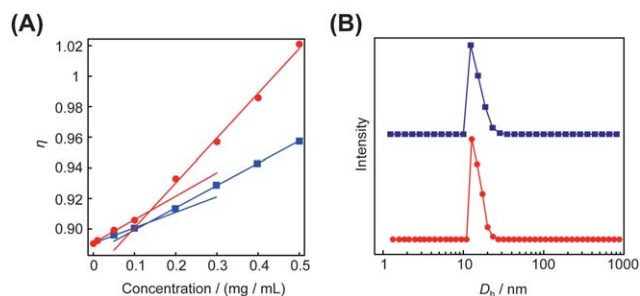 (A)
1.02
1
0.98
0.96
0.94
0.92
0.90
η
0 0.1 0.2 0.3 0.4 0.5
Concentration / (mg / mL)
(B)
Intensity
1 10 100 1000
Dh / nm